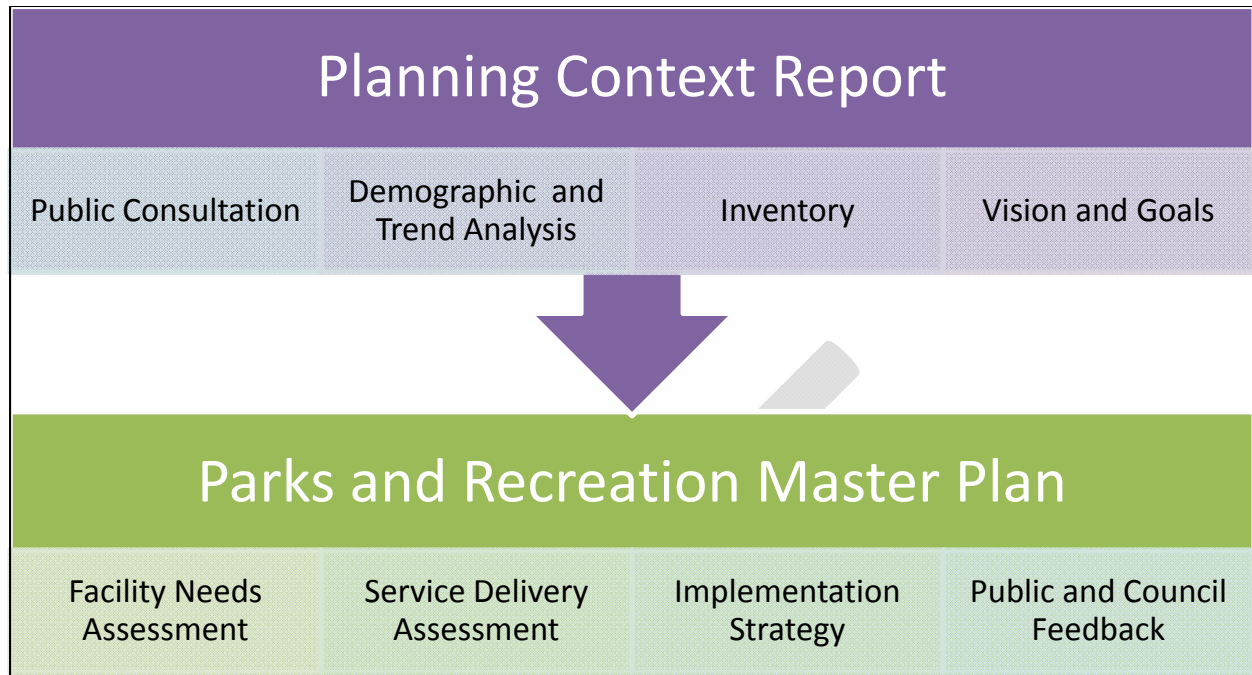 Planning Context Report
Public Consultation
Demographic and
Trend Analysis
Inventory
Vision and Goals
Parks and Recreation Master Plan
Facility Needs
Assessment
Service Delivery
Assessment
Implementation
Strategy
Public and Council
Feedback